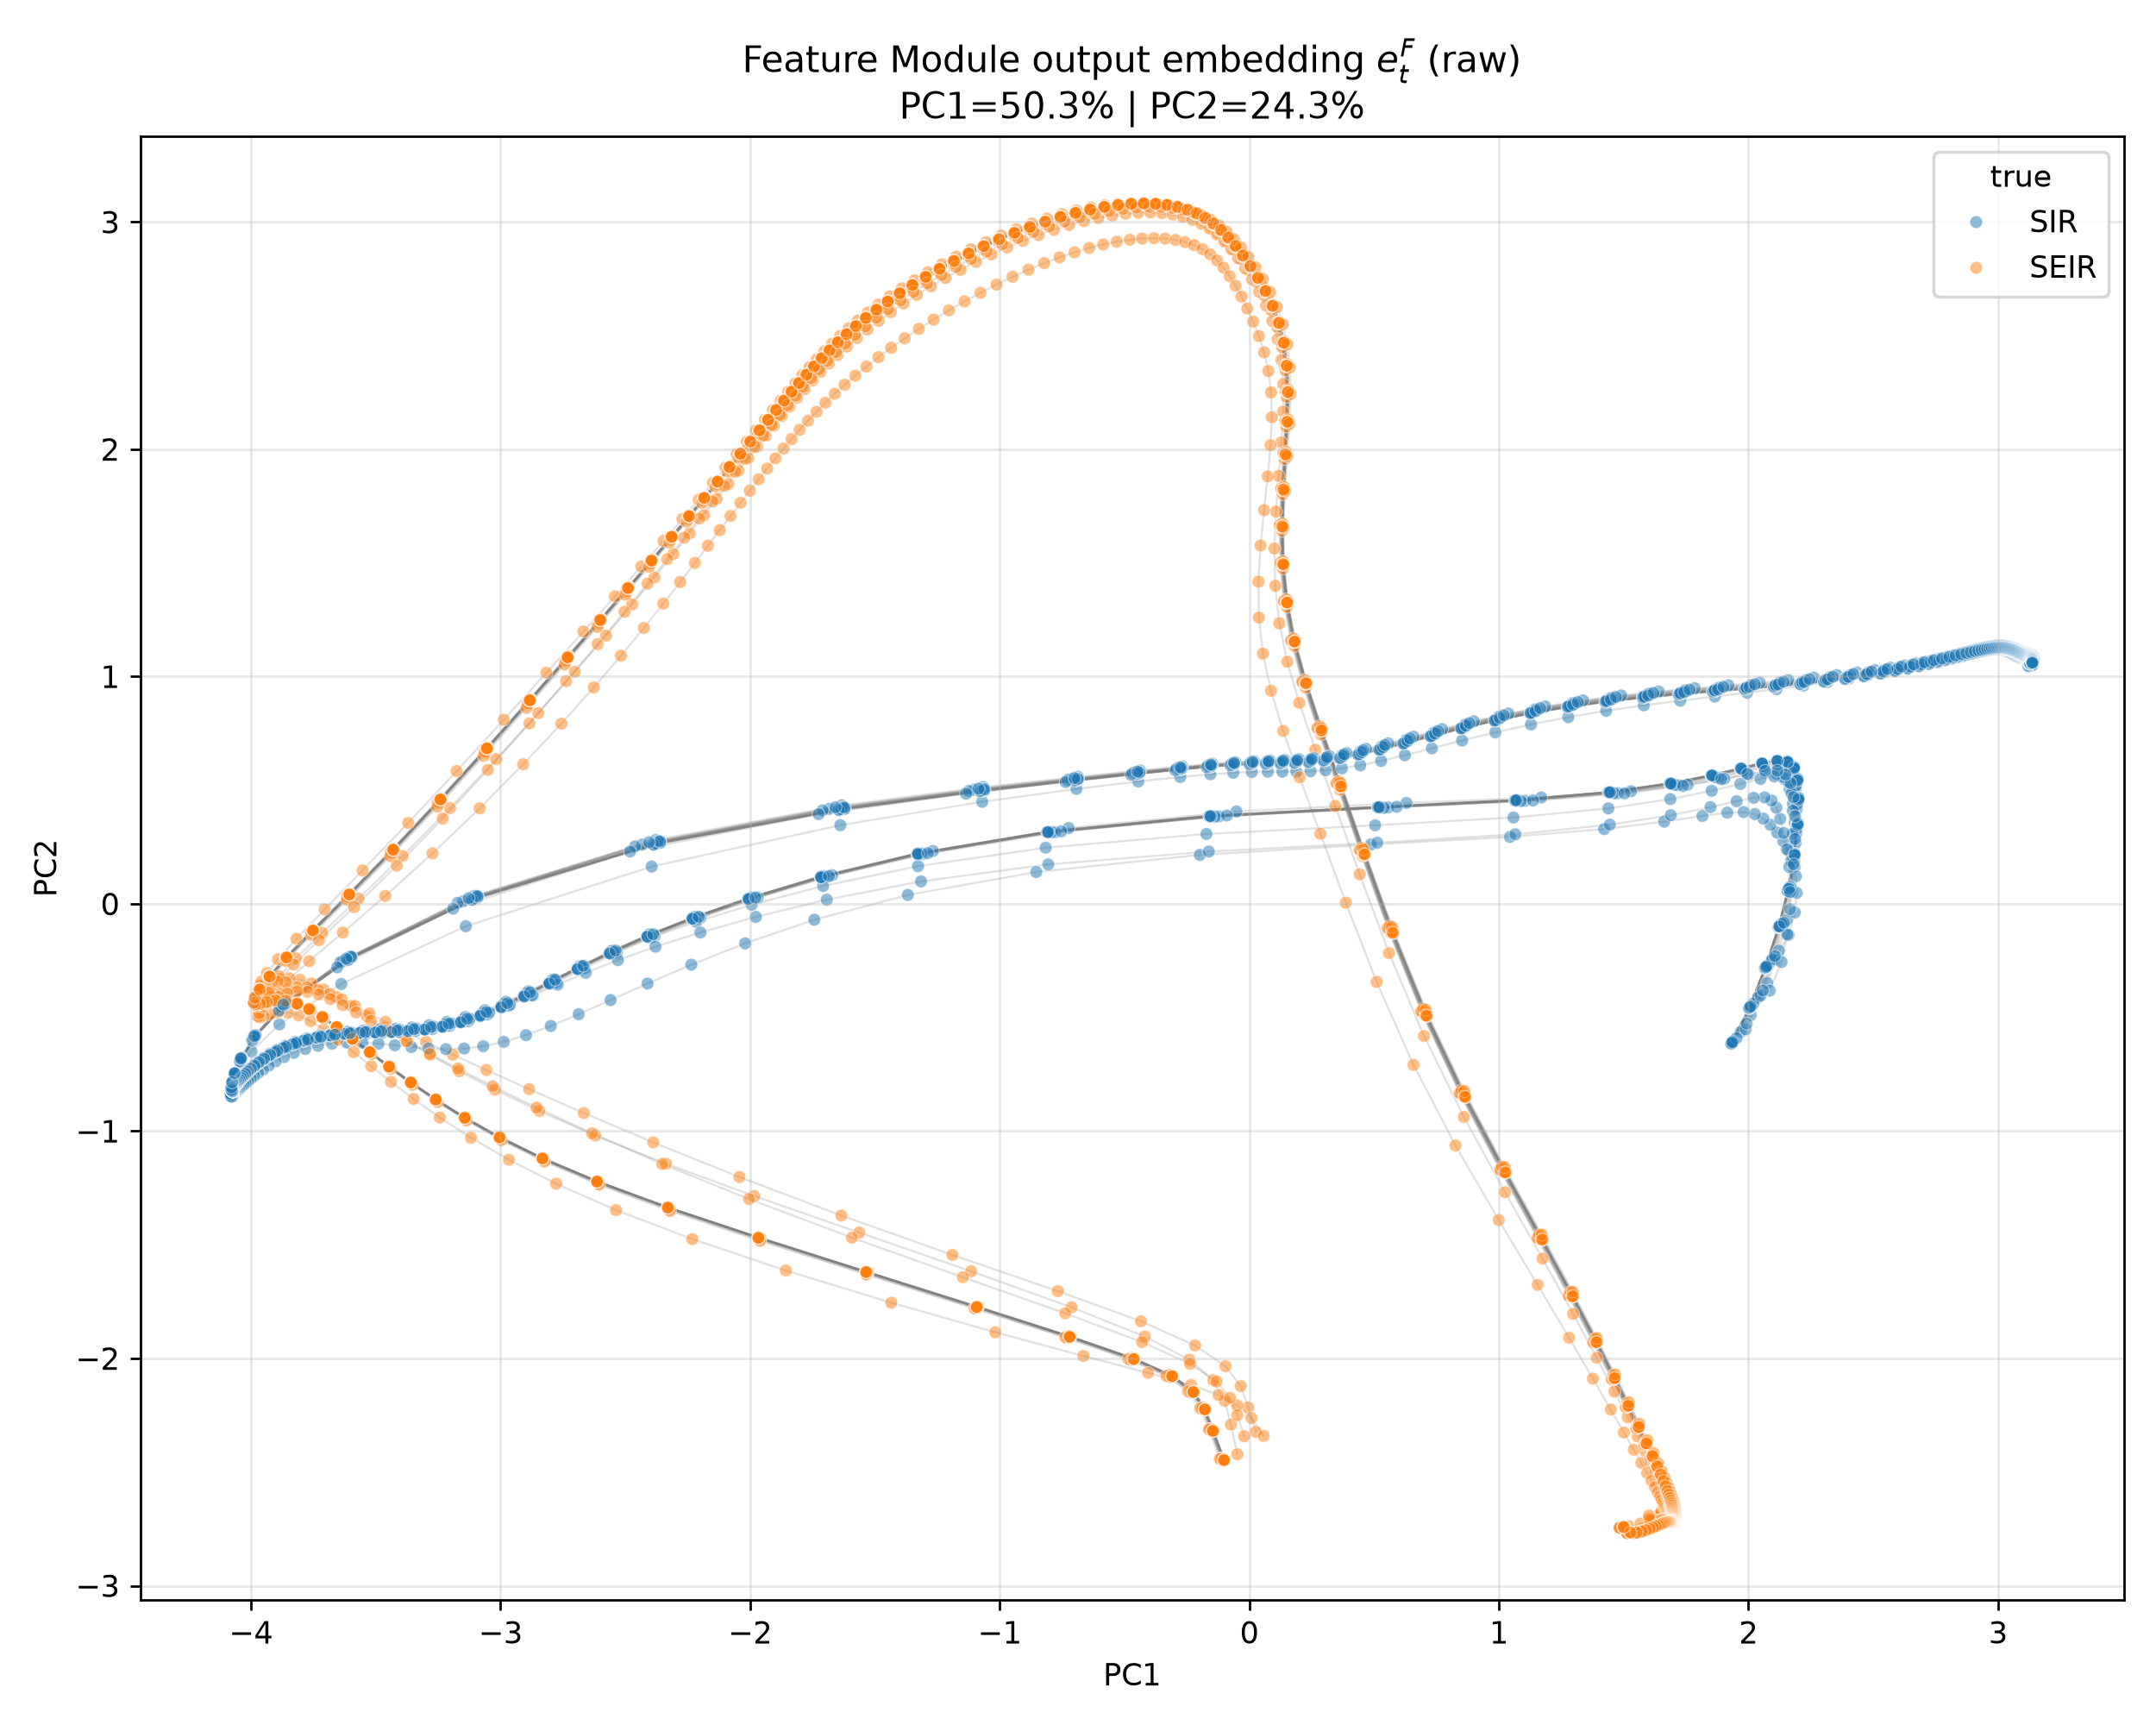 Feature Module output embedding e_t^F (raw)
PC1=50.3% | PC2=24.3%
true
SIR
SEIR
3
2
1
0
−1
−2
−3
PC2
−4
−3
−2
−1
0
1
2
3
PC1